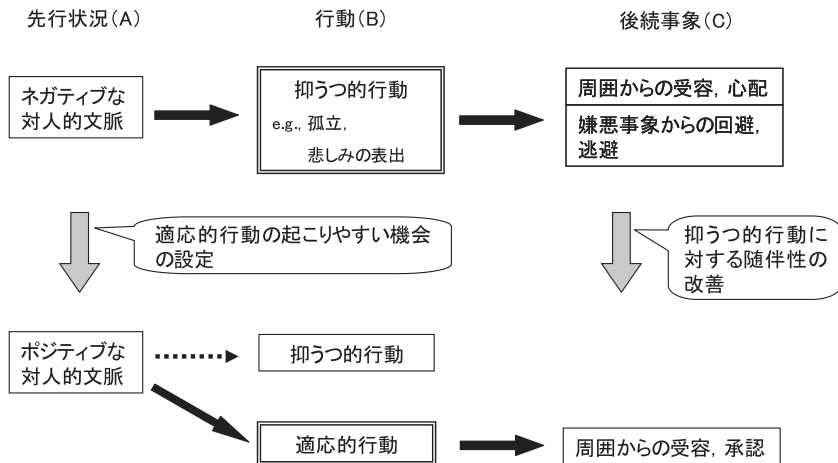 先行状況(A)
行動(B)
後続事象(C)
ネガティブな
対人的文脈
抑うつ的行動
e.g., 孤立,
悲しみの表出
周囲からの受容, 心配
嫌悪事象からの回避,
逃避
適応的行動の起こりやすい機会
の設定
抑うつ的行動に
対する随伴性の
改善
ポジティブな
対人的文脈
抑うつ的行動
適応的行動
周囲からの受容, 承認